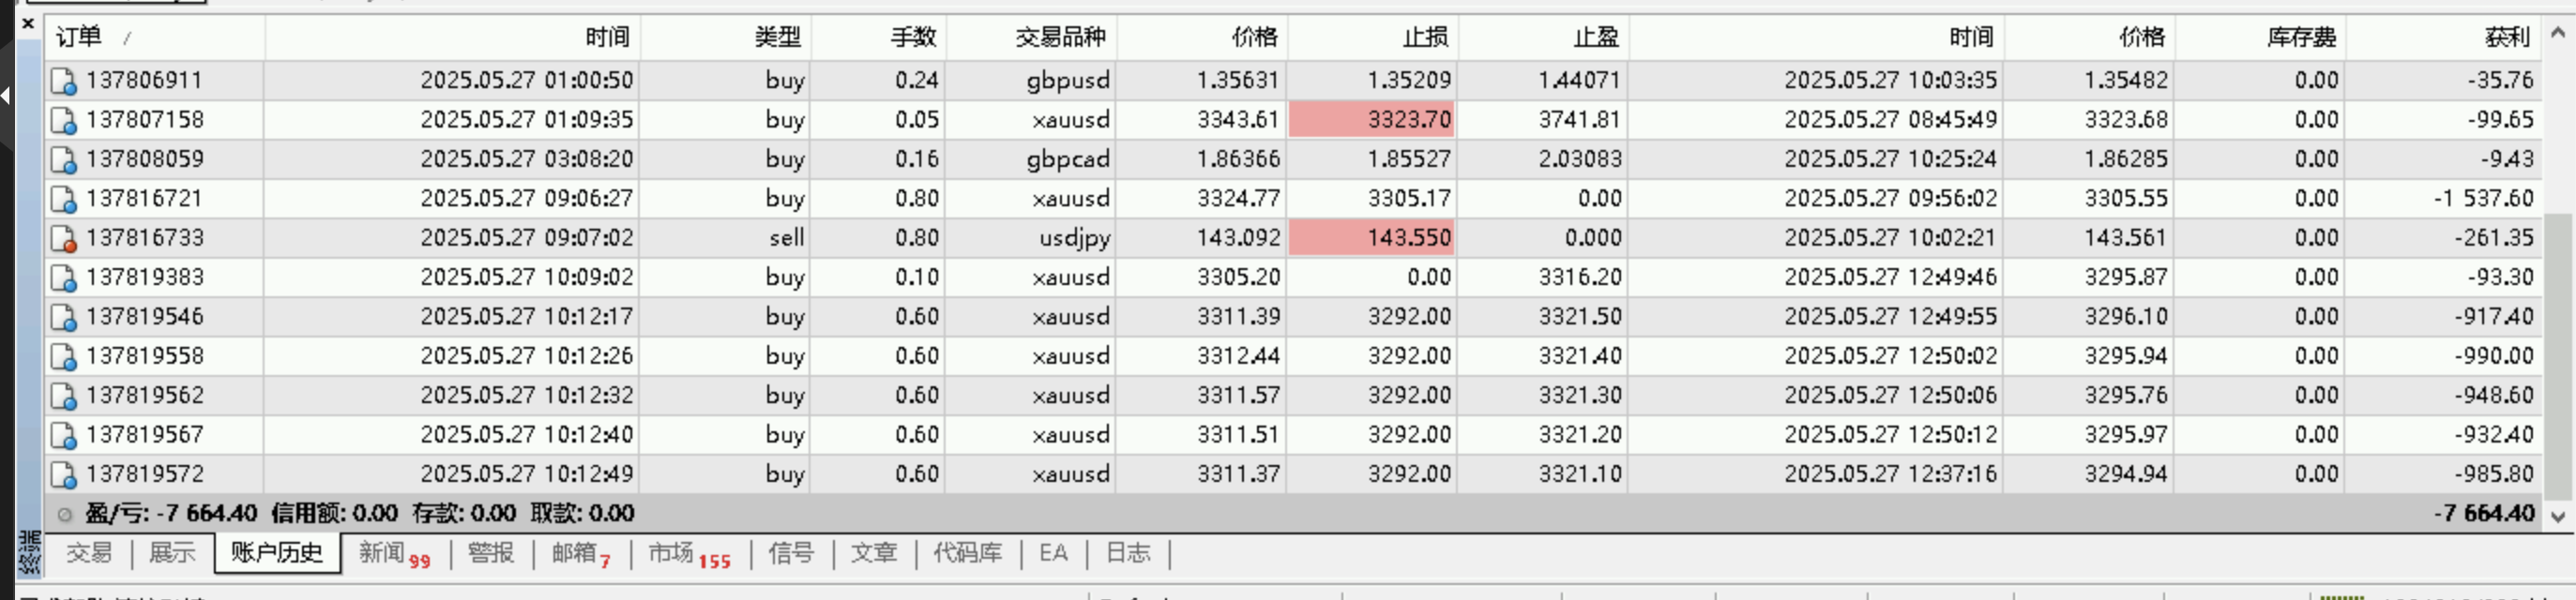 订单 / 时间 类型 手数 交易品种 价格 止损 止盈 时间 价格 库存费 获利
137806911 2025.05.27 01:00:50 buy 0.24 gbpusd 1.35631 1.35209 1.44071 2025.05.27 10:03:35 1.35482 0.00 -35.76
137807158 2025.05.27 01:09:35 buy 0.05 xauusd 3343.61 3323.70 3741.81 2025.05.27 08:45:49 3323.68 0.00 -99.65
137808059 2025.05.27 03:08:20 buy 0.16 gbpcad 1.86366 1.85527 2.03083 2025.05.27 10:25:24 1.86285 0.00 -9.43
137816721 2025.05.27 09:06:27 buy 0.80 xauusd 3324.77 3305.17 0.00 2025.05.27 09:56:02 3305.55 0.00 -1 537.60
137816733 2025.05.27 09:07:02 sell 0.80 usdjpy 143.092 143.550 0.000 2025.05.27 10:02:21 143.561 0.00 -261.35
137819383 2025.05.27 10:09:02 buy 0.10 xauusd 3305.20 0.00 3316.20 2025.05.27 12:49:46 3295.87 0.00 -93.30
137819546 2025.05.27 10:12:17 buy 0.60 xauusd 3311.39 3292.00 3321.50 2025.05.27 12:49:55 3296.10 0.00 -917.40
137819558 2025.05.27 10:12:26 buy 0.60 xauusd 3312.44 3292.00 3321.40 2025.05.27 12:50:02 3295.94 0.00 -990.00
137819562 2025.05.27 10:12:32 buy 0.60 xauusd 3311.57 3292.00 3321.30 2025.05.27 12:50:06 3295.76 0.00 -948.60
137819567 2025.05.27 10:12:40 buy 0.60 xauusd 3311.51 3292.00 3321.20 2025.05.27 12:50:12 3295.97 0.00 -932.40
137819572 2025.05.27 10:12:49 buy 0.60 xauusd 3311.37 3292.00 3321.10 2025.05.27 12:37:16 3294.94 0.00 -985.80
盈/亏: -7 664.40 信用额: 0.00 存款: 0.00 取款: 0.00 -7 664.40
交易 展示 账户历史 新闻 99 警报 邮箱 7 市场 155 信号 文章 代码库 EA 日志